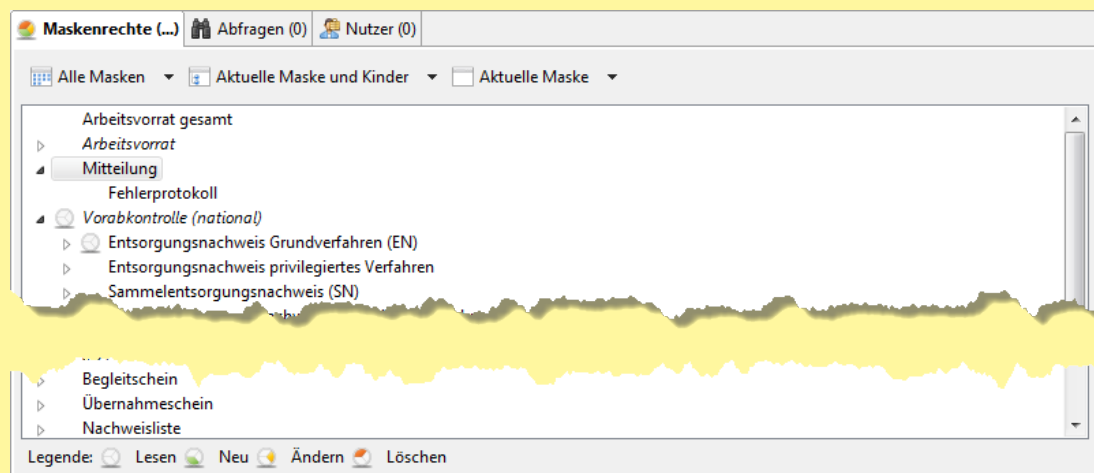 Maskenrechte (...) Abfragen (0) Nutzer (0)
Alle Masken Aktuelle Maske und Kinder Aktuelle Maske
Arbeitsvorrat gesamt
Arbeitsvorrat
Mitteilung
Fehlerprotokoll
Vorabkontrolle (national)
Entsorgungsnachweis Grundverfahren (EN)
Entsorgungsnachweis privilegiertes Verfahren
Sammelentsorgungsnachweis (SN)
Begleitschein
Übernahmeschein
Nachweisliste
Legende: Lesen Neu Ändern Löschen